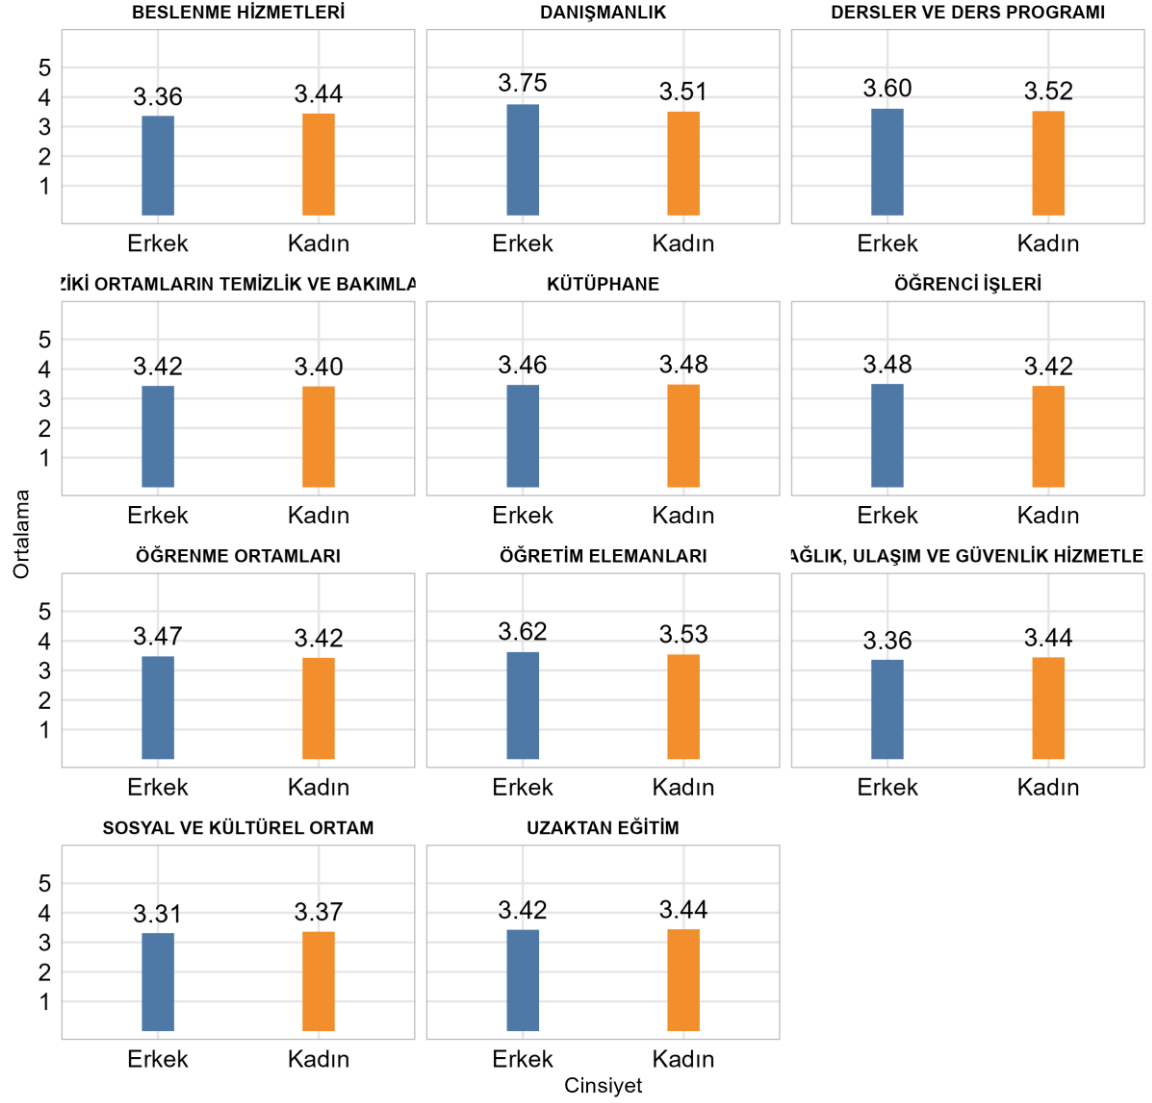 BESLENME HİZMETLERİ
DANIŞMANLIK
DERSLER VE DERS PROGRAMI
5
4
3
2
1
3.36
3.44
3.75
3.51
3.60
3.52
Erkek
Kadın
Erkek
Kadın
Erkek
Kadın
ZİKİ ORTAMLARIN TEMİZLİK VE BAKIMLA
KÜTÜPHANE
ÖĞRENCİ İŞLERİ
5
4
3
2
1
3.42
3.40
3.46
3.48
3.48
3.42
Erkek
Kadın
Erkek
Kadın
Erkek
Kadın
Ortalama
ÖĞRENME ORTAMLARI
ÖĞRETİM ELEMANLARI
AĞLIK, ULAŞIM VE GÜVENLİK HİZMETLE
5
4
3
2
1
3.47
3.42
3.62
3.53
3.36
3.44
Erkek
Kadın
Erkek
Kadın
Erkek
Kadın
SOSYAL VE KÜLTÜREL ORTAM
UZAKTAN EĞİTİM
5
4
3
2
1
3.31
3.37
3.42
3.44
Erkek
Kadın
Erkek
Kadın
Cinsiyet